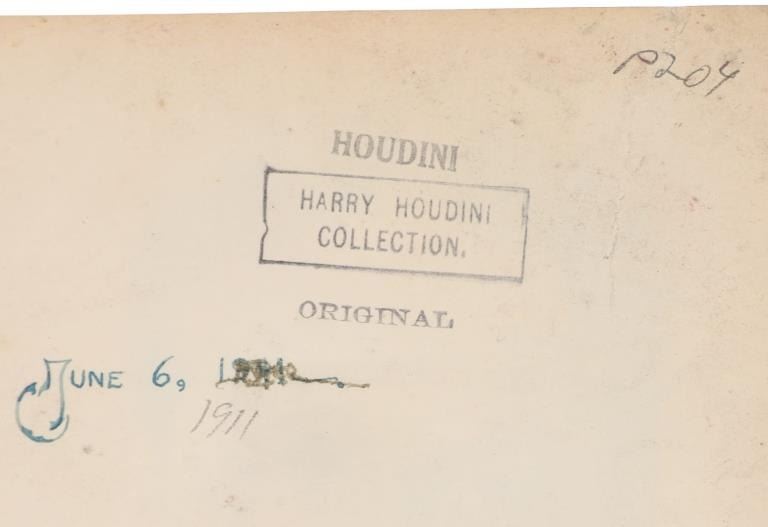 P204
HOUDINI
HARRY HOUDINI
COLLECTION.
ORIGINAL
JUNE 6,
1911